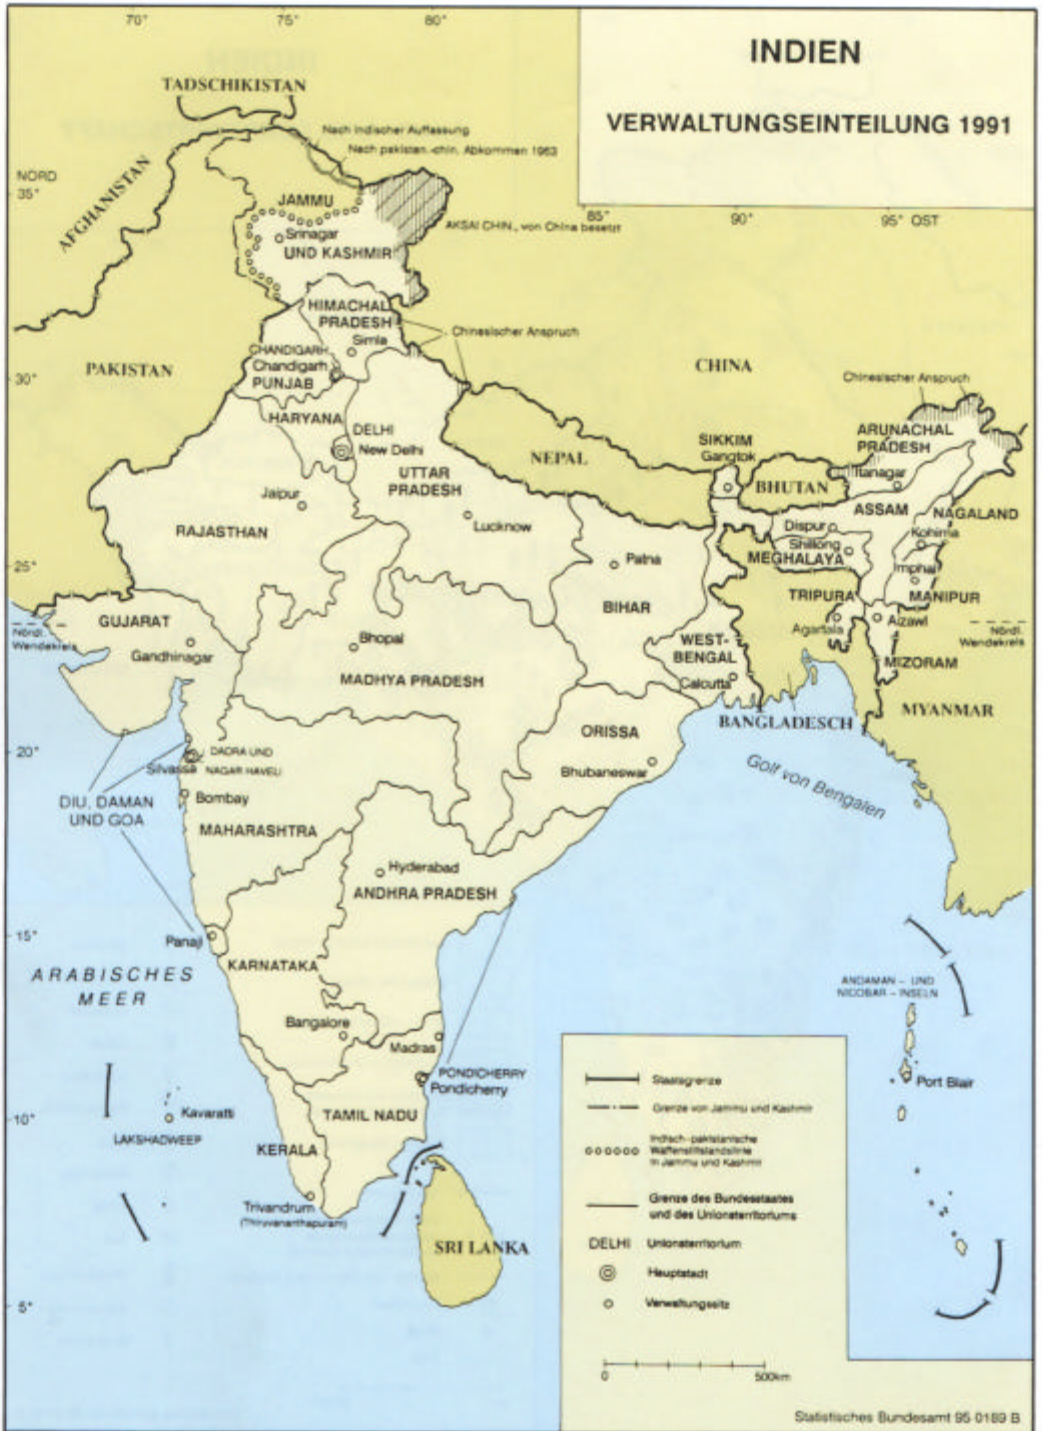 70°
75°
80°
INDIEN
VERWALTUNGSEINTEILUNG 1991
TADSCHIKISTAN
Nach indischer Auffassung
Nach pakistan.-chin. Abkommen 1963
NORD
35°
AFGHANISTAN
JAMMU
Srinagar
UND KASHMIR
AKSAI CHIN., von China besetzt
85°
90°
95° OST
HIMACHAL
PRADESH
Simla
Chinesischer Anspruch
CHANDIGARH
Chandigarh
PUNJAB
PAKISTAN
30°
CHINA
Chinesischer Anspruch
HARYANA
DELHI
New Delhi
UTTAR
PRADESH
NEPAL
SIKKIM
Gangtok
BHUTAN
ARUNACHAL
PRADESH
Itanagar
Jaipur
RAJASTHAN
Lucknow
ASSAM
NAGALAND
Dispur
Kohima
Shillong
MEGHALAYA
Imphal
25°
Patna
BIHAR
TRIPURA
MANIPUR
Agartala
Aizawl
Nördl.
Wendekreis
GUJARAT
Gandhinagar
Bhopal
MADHYA PRADESH
WEST-
BENGAL
Calcutta
MIZORAM
Nördl.
Wendekreis
BANGLADESCH
MYANMAR
20°
ORISSA
Bhubaneswar
Golf von Bengalen
DADRA UND
NAGAR HAVELI
Silvassa
DIU, DAMAN
UND GOA
Bombay
MAHARASHTRA
Hyderabad
ANDHRA PRADESH
15°
Panaji
KARNATAKA
ARABISCHES
MEER
ANDAMAN - UND
NICOBAR - INSELN
Bangalore
Madras
PONDICHERRY
Pondicherry
Port Blair
10°
Kavaratti
LAKSHADWEEP
TAMIL NADU
KERALA
Trivandrum
(Thiruvananthapuram)
SRI LANKA
5°
Staatsgrenze
Grenze von Jammu und Kashmir
Indisch-pakistanische
Waffenstillstandslinie
in Jammu und Kashmir
Grenze des Bundesstaates
und des Unionsterritoriums
DELHI Unionsterritorium
Hauptstadt
Verwaltungssitz
0 500km
Statistisches Bundesamt 95 0189 B